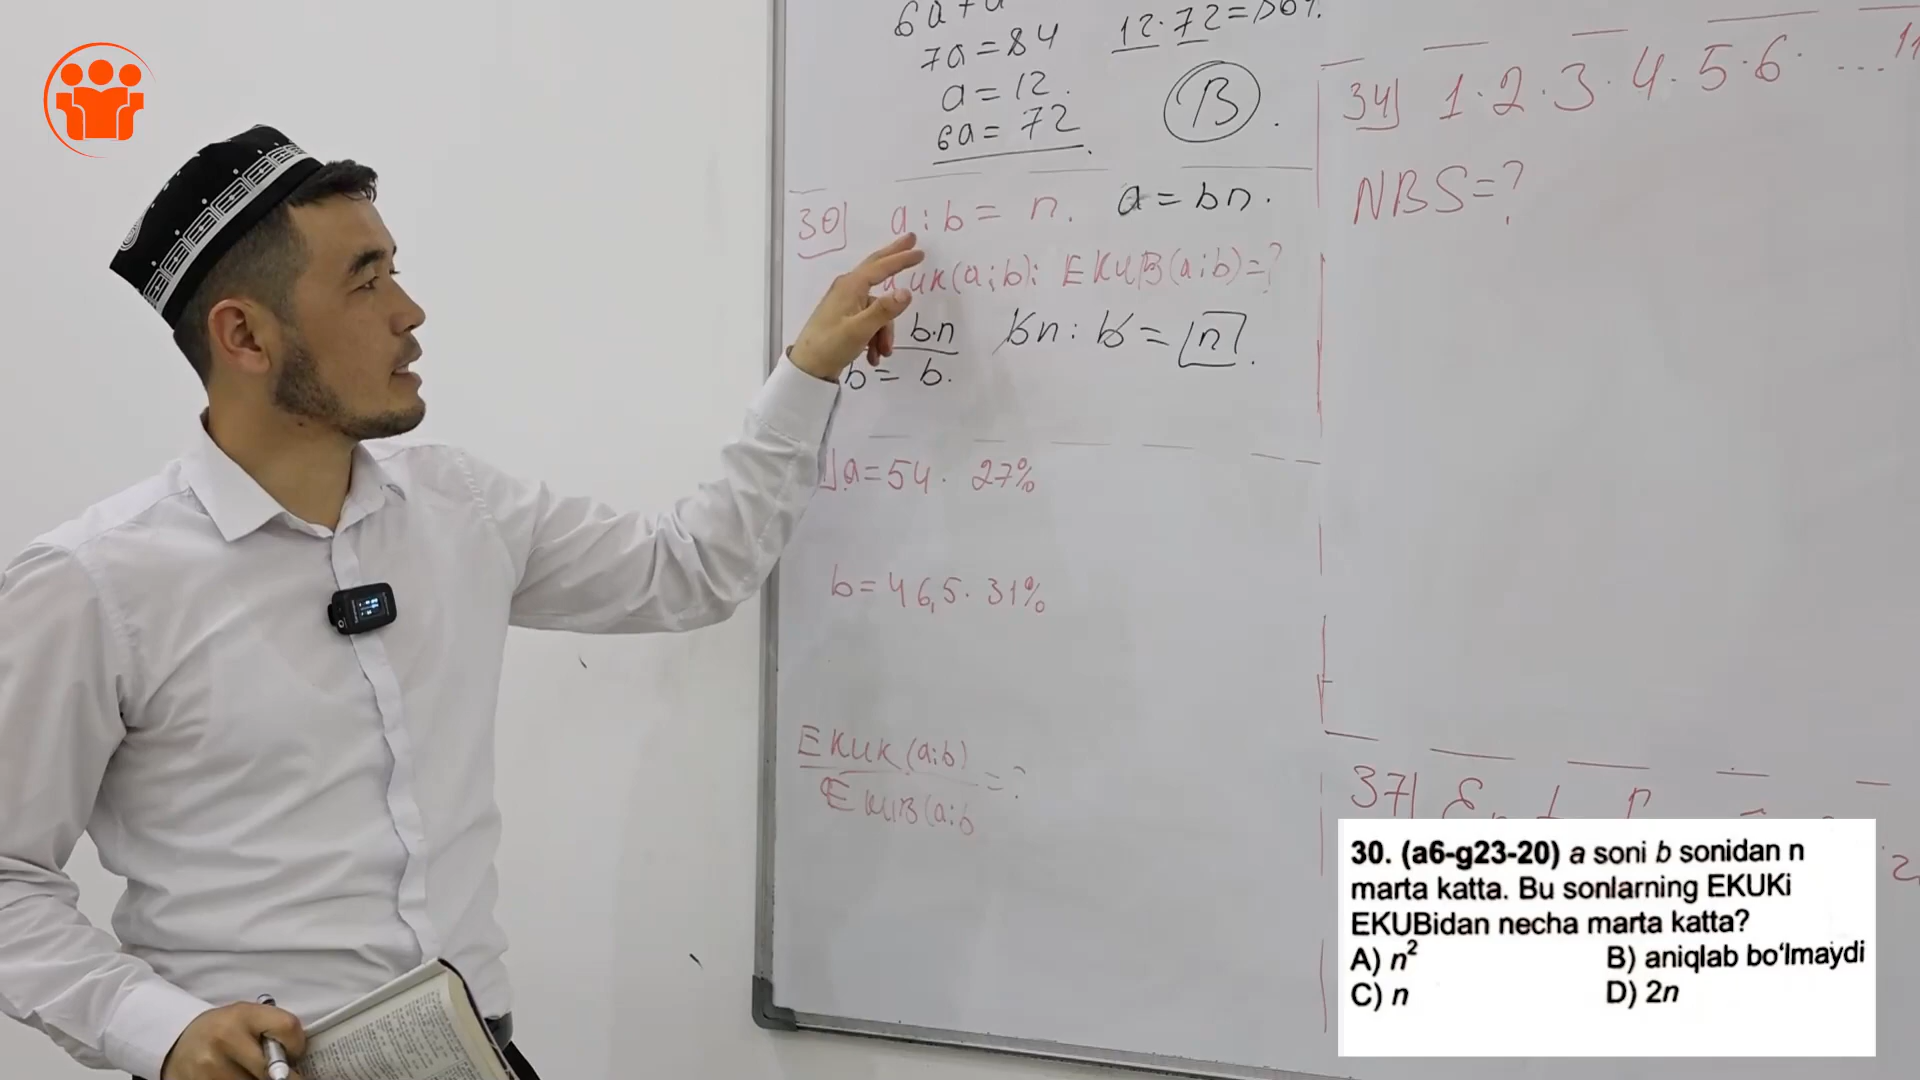 7a = 84
a = 12.
6a = 72
B
30) a : b = n. a = bn.
(a;b) : EKUB(a;b) = ?
b·n bn : b = n
b = b.
a = 54. 27%
b = 46,5. 31%
EKUK(a;b)
EKUB(a;b = ?
34) 1·2·3·4·5·6· ... 11
NBS = ?
37)
30. (a6-g23-20) a soni b sonidan n
marta katta. Bu sonlarning EKUKi
EKUBidan necha marta katta?
A) n² B) aniqlab bo'lmaydi
C) n D) 2n